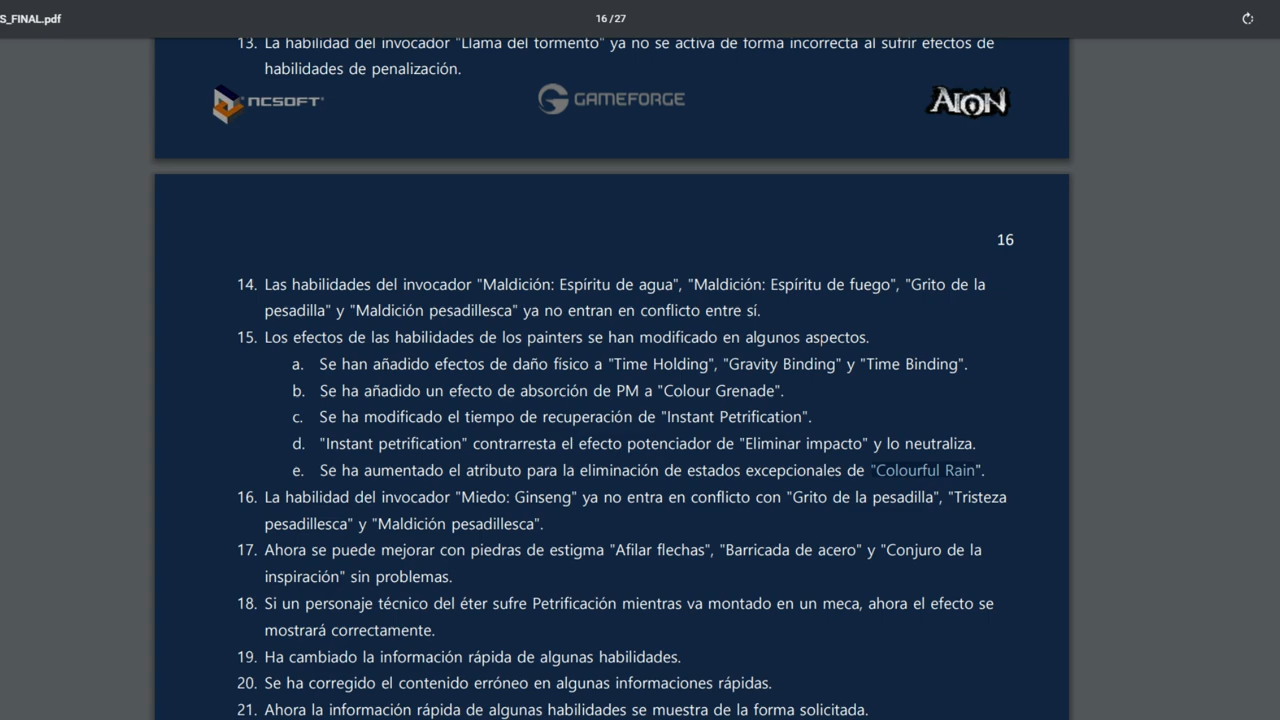 S_FINAL.pdf
16 / 27
13. La habilidad del invocador "Llama del tormento" ya no se activa de forma incorrecta al sufrir efectos de
habilidades de penalización.
NCSOFT®
GAMEFORGE
AION
16
14. Las habilidades del invocador "Maldición: Espíritu de agua", "Maldición: Espíritu de fuego", "Grito de la
pesadilla" y "Maldición pesadillesca" ya no entran en conflicto entre sí.
15. Los efectos de las habilidades de los painters se han modificado en algunos aspectos.
a. Se han añadido efectos de daño físico a "Time Holding", "Gravity Binding" y "Time Binding".
b. Se ha añadido un efecto de absorción de PM a "Colour Grenade".
c. Se ha modificado el tiempo de recuperación de "Instant Petrification".
d. "Instant petrification" contrarresta el efecto potenciador de "Eliminar impacto" y lo neutraliza.
e. Se ha aumentado el atributo para la eliminación de estados excepcionales de "Colourful Rain".
16. La habilidad del invocador "Miedo: Ginseng" ya no entra en conflicto con "Grito de la pesadilla", "Tristeza
pesadillesca" y "Maldición pesadillesca".
17. Ahora se puede mejorar con piedras de estigma "Afilar flechas", "Barricada de acero" y "Conjuro de la
inspiración" sin problemas.
18. Si un personaje técnico del éter sufre Petrificación mientras va montado en un meca, ahora el efecto se
mostrará correctamente.
19. Ha cambiado la información rápida de algunas habilidades.
20. Se ha corregido el contenido erróneo en algunas informaciones rápidas.
21. Ahora la información rápida de algunas habilidades se muestra de la forma solicitada.